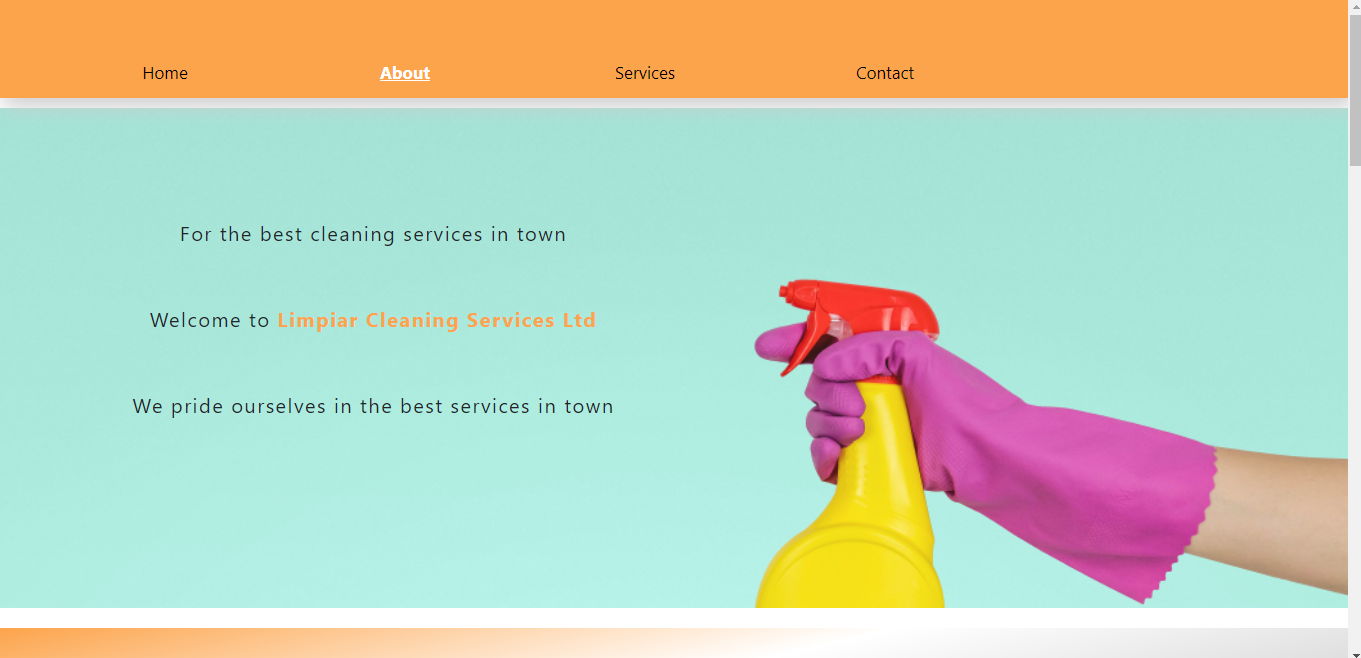 Home About Services Contact
For the best cleaning services in town
Welcome to Limpiar Cleaning Services Ltd
We pride ourselves in the best services in town